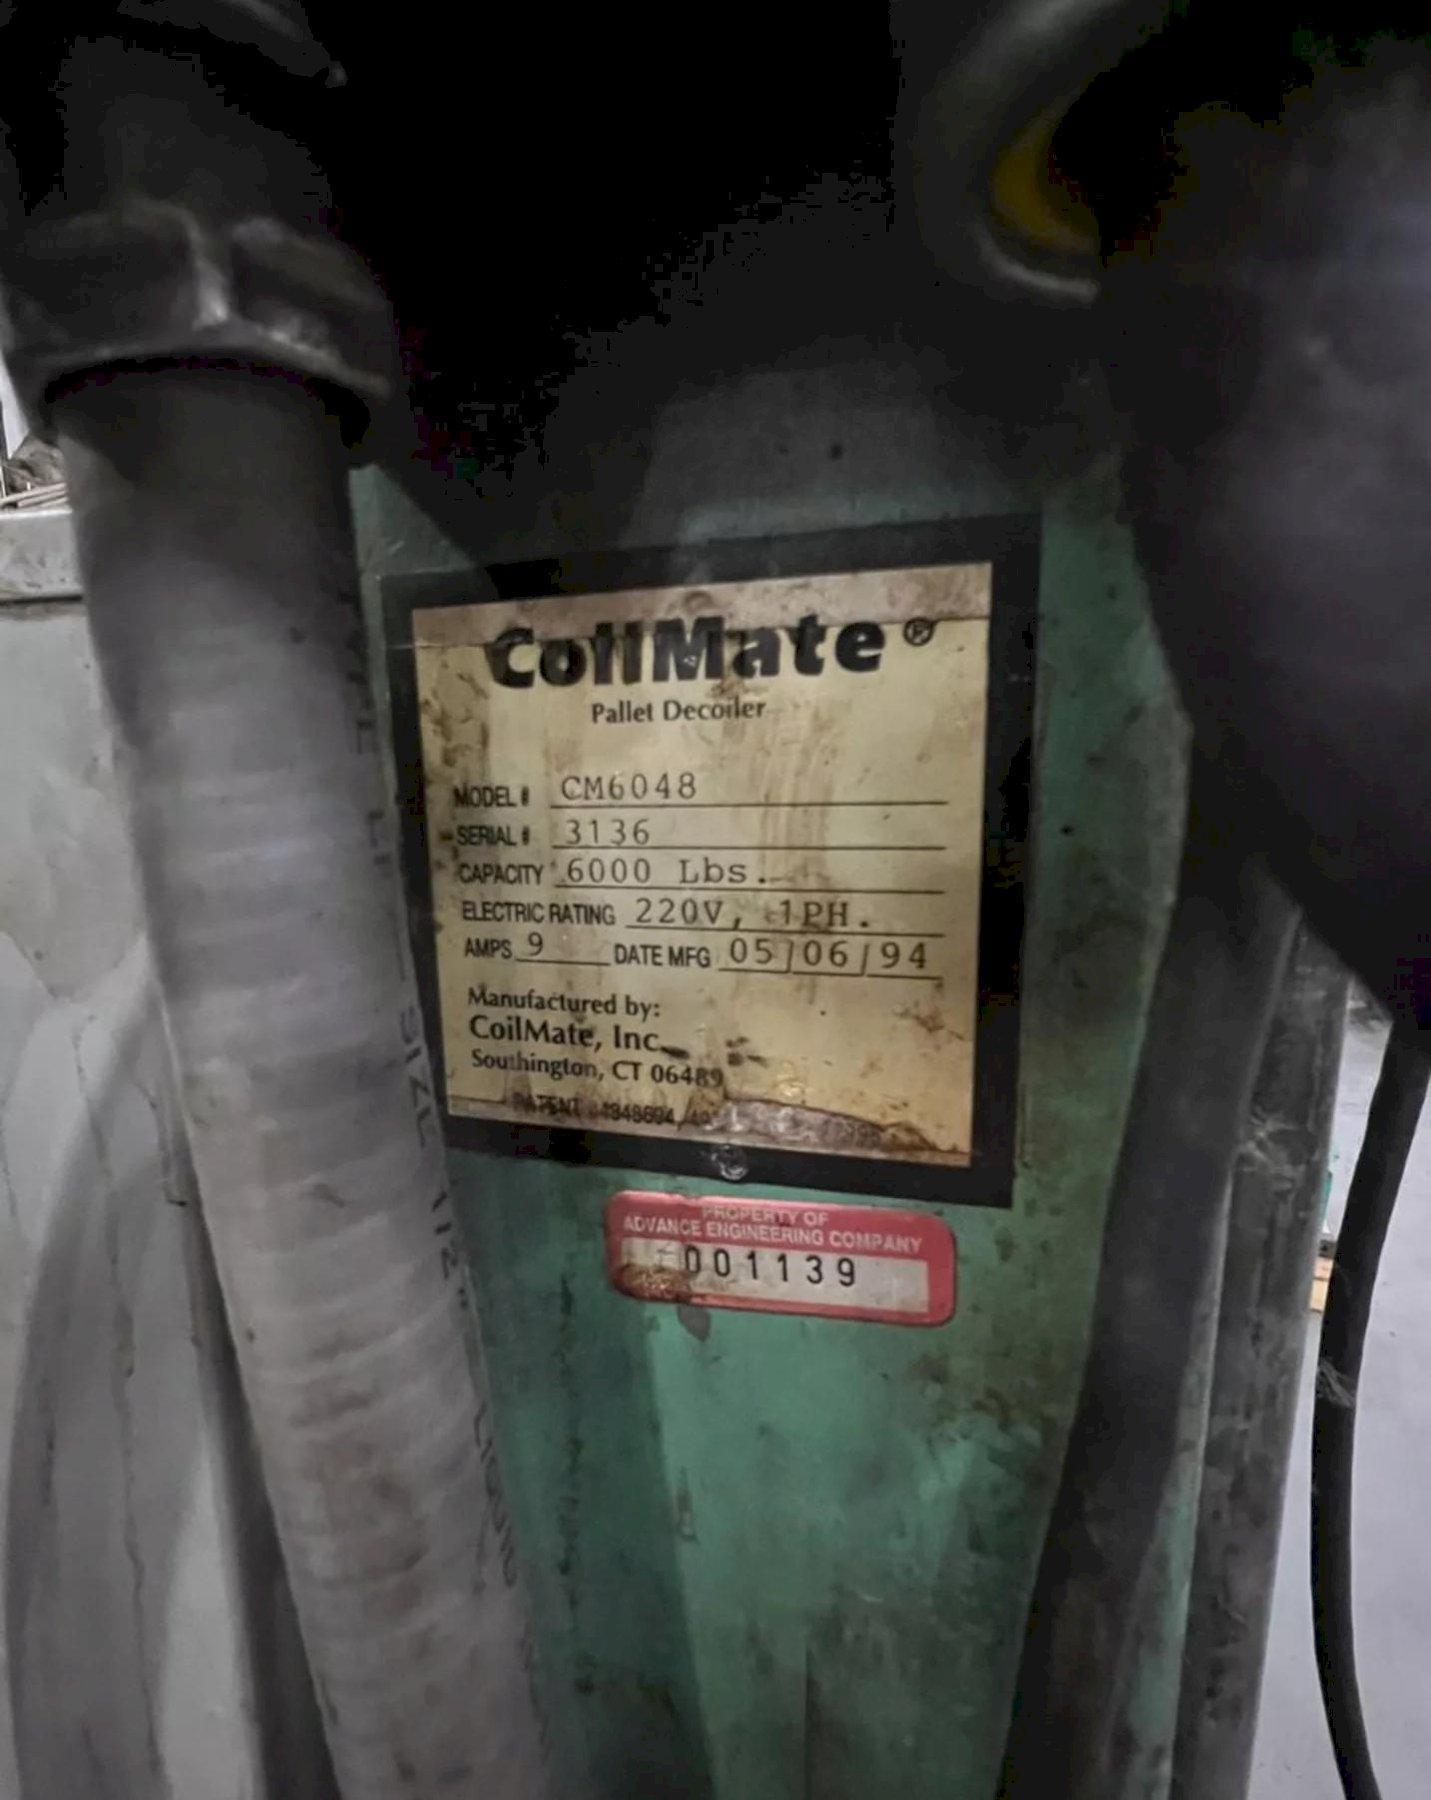 CoilMate®
Pallet Decoiler
MODEL # CM6048
SERIAL # 3136
CAPACITY 6000 Lbs.
ELECTRIC RATING 220V, 1PH.
AMPS 9 DATE MFG 05/06/94
Manufactured by:
CoilMate, Inc.
Southington, CT 06489
PATENT
PROPERTY OF
ADVANCE ENGINEERING COMPANY
001139